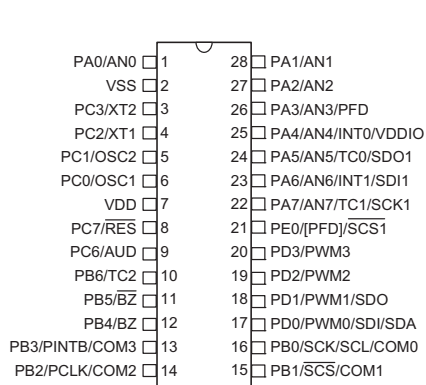 PA0/AN0 1 28 PA1/AN1
VSS 2 27 PA2/AN2
PC3/XT2 3 26 PA3/AN3/PFD
PC2/XT1 4 25 PA4/AN4/INT0/VDDIO
PC1/OSC2 5 24 PA5/AN5/TC0/SDO1
PC0/OSC1 6 23 PA6/AN6/INT1/SDI1
VDD 7 22 PA7/AN7/TC1/SCK1
PC7/R̅E̅S̅ 8 21 PE0/[PFD]/S̅C̅S̅1̅
PC6/AUD 9 20 PD3/PWM3
PB6/TC2 10 19 PD2/PWM2
PB5/B̅Z̅ 11 18 PD1/PWM1/SDO
PB4/BZ 12 17 PD0/PWM0/SDI/SDA
PB3/PINTB/COM3 13 16 PB0/SCK/SCL/COM0
PB2/PCLK/COM2 14 15 PB1/S̅C̅S̅/COM1